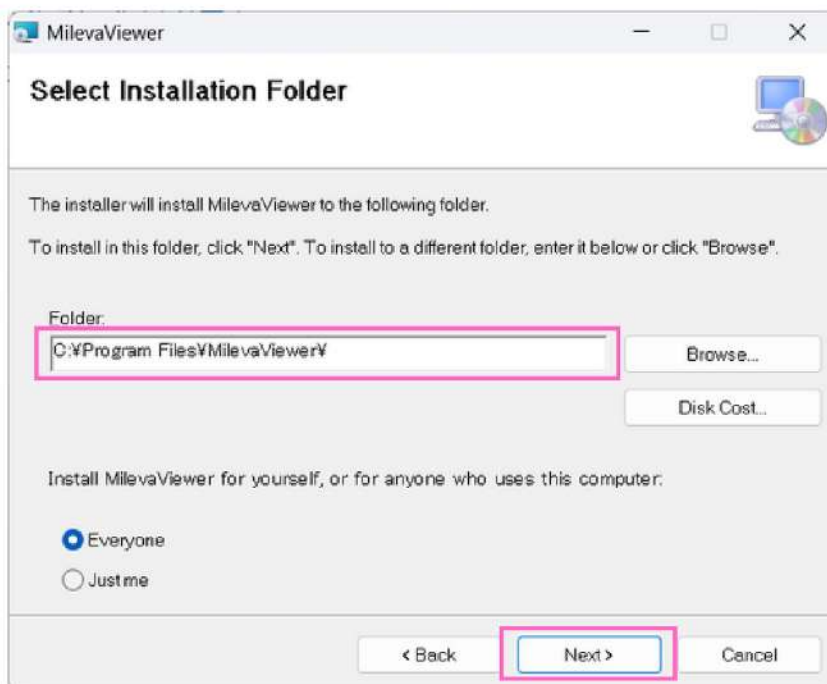 MilevaViewer
Select Installation Folder
The installer will install MilevaViewer to the following folder.
To install in this folder, click "Next". To install to a different folder, enter it below or click "Browse".
Folder:
C:¥Program Files¥MilevaViewer¥
Browse...
Disk Cost...
Install MilevaViewer for yourself, or for anyone who uses this computer:
Everyone
Just me
< Back
Next >
Cancel